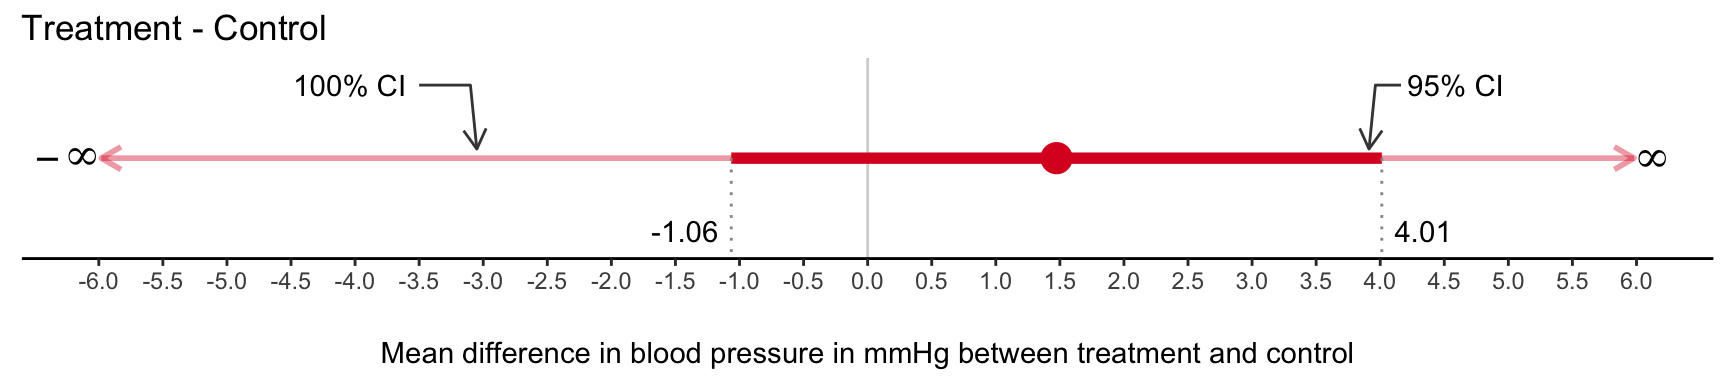 Treatment - Control
100% CI 95% CI
− ∞ ∞
-1.06 4.01
-6.0 -5.5 -5.0 -4.5 -4.0 -3.5 -3.0 -2.5 -2.0 -1.5 -1.0 -0.5 0.0 0.5 1.0 1.5 2.0 2.5 3.0 3.5 4.0 4.5 5.0 5.5 6.0
Mean difference in blood pressure in mmHg between treatment and control